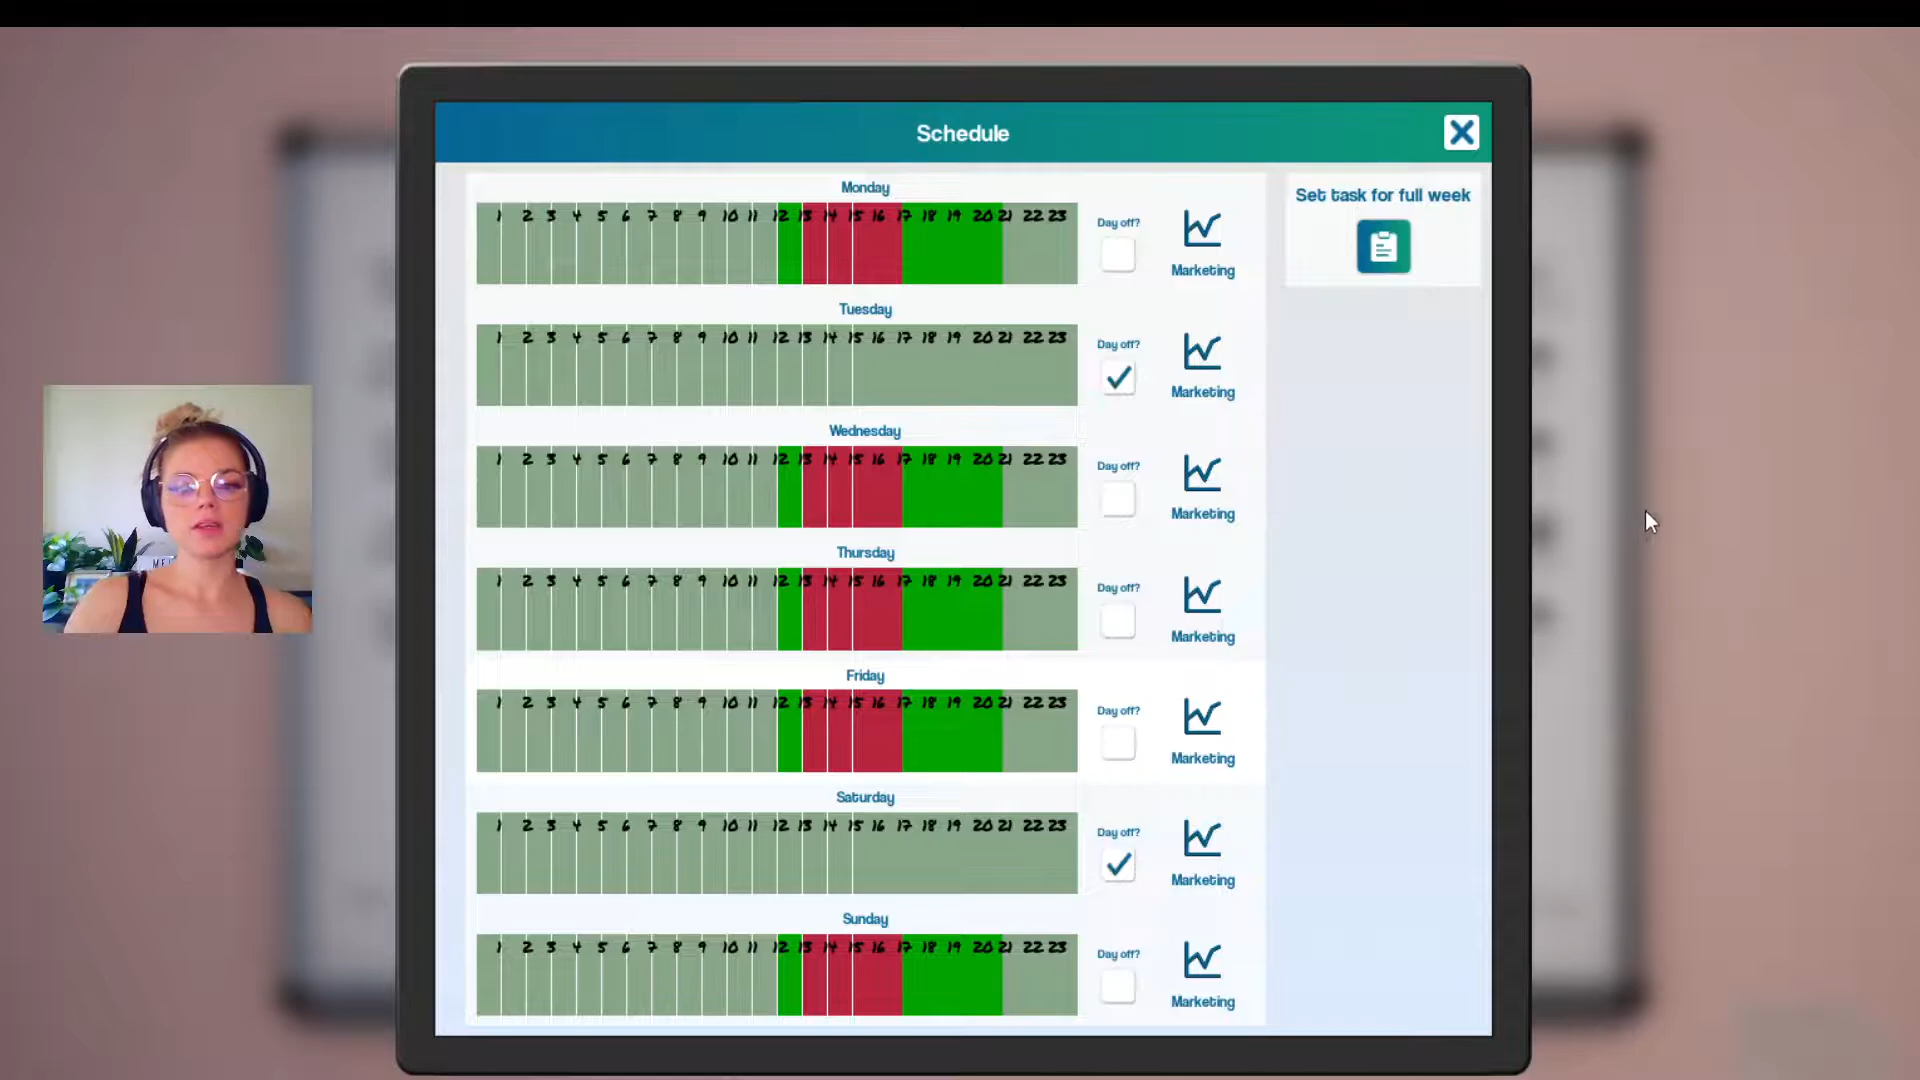 Schedule
Set task for full week
Monday
1 2 3 4 5 6 7 8 9 10 11 12 13 14 15 16 17 18 19 20 21 22 23
Day off?
Marketing
Tuesday
1 2 3 4 5 6 7 8 9 10 11 12 13 14 15 16 17 18 19 20 21 22 23
Day off?
Marketing
Wednesday
1 2 3 4 5 6 7 8 9 10 11 12 13 14 15 16 17 18 19 20 21 22 23
Day off?
Marketing
Thursday
1 2 3 4 5 6 7 8 9 10 11 12 13 14 15 16 17 18 19 20 21 22 23
Day off?
Marketing
Friday
1 2 3 4 5 6 7 8 9 10 11 12 13 14 15 16 17 18 19 20 21 22 23
Day off?
Marketing
Saturday
1 2 3 4 5 6 7 8 9 10 11 12 13 14 15 16 17 18 19 20 21 22 23
Day off?
Marketing
Sunday
1 2 3 4 5 6 7 8 9 10 11 12 13 14 15 16 17 18 19 20 21 22 23
Day off?
Marketing